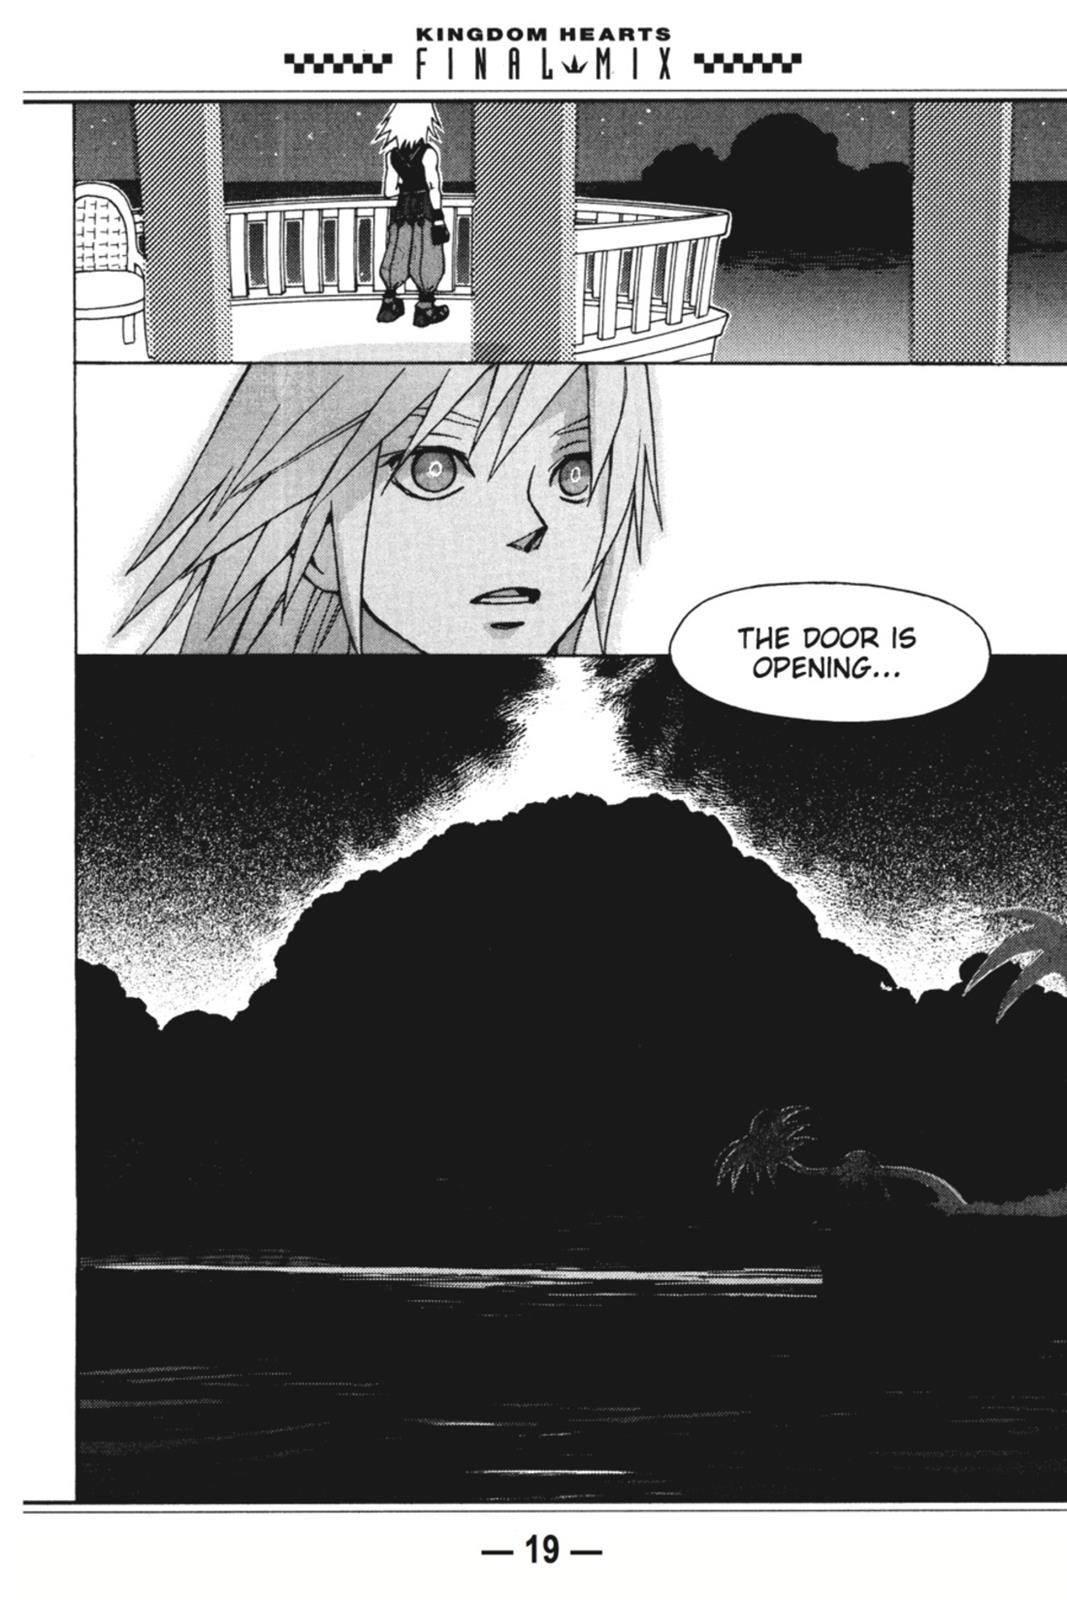 KINGDOM HEARTS
FINAL MIX
THE DOOR IS
OPENING...
— 19 —